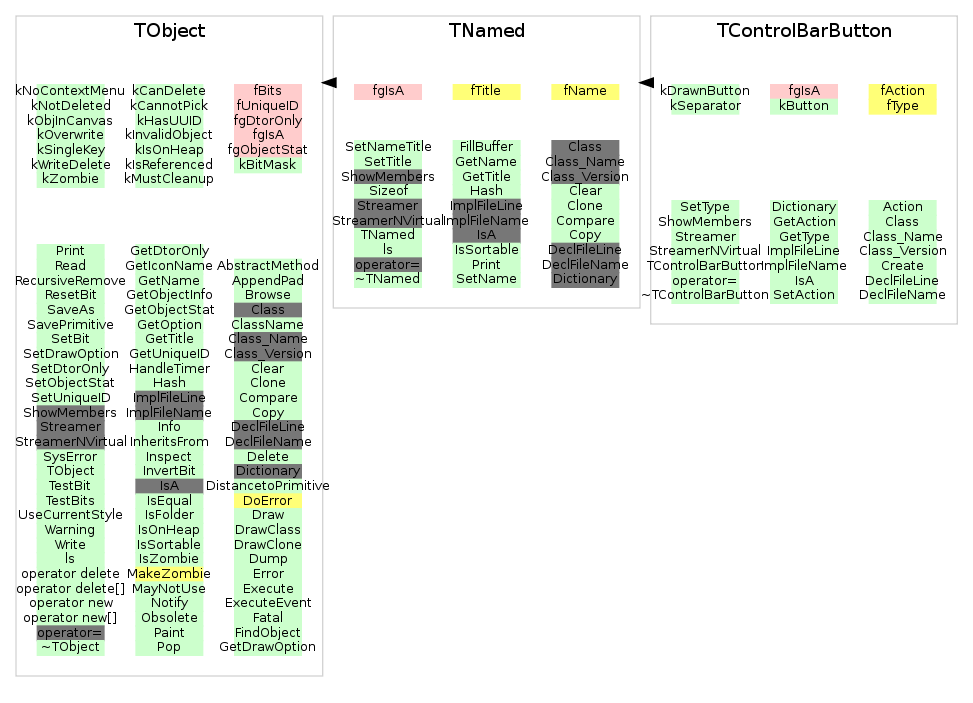 TObject
kNoContextMenu
kNotDeleted
kObjInCanvas
kOverwrite
kSingleKey
kWriteDelete
kZombie
kCanDelete
kCannotPick
kHasUUID
kInvalidObject
kIsOnHeap
kIsReferenced
kMustCleanup
fBits
fUniqueID
fgDtorOnly
fgIsA
fgObjectStat
kBitMask
Print
Read
RecursiveRemove
ResetBit
SaveAs
SavePrimitive
SetBit
SetDrawOption
SetDtorOnly
SetObjectStat
SetUniqueID
ShowMembers
Streamer
StreamerNVirtual
SysError
TObject
TestBit
TestBits
UseCurrentStyle
Warning
Write
ls
operator delete
operator delete[]
operator new
operator new[]
operator=
~TObject
GetDtorOnly
GetIconName
GetName
GetObjectInfo
GetObjectStat
GetOption
GetTitle
GetUniqueID
HandleTimer
Hash
ImplFileLine
ImplFileName
Info
InheritsFrom
Inspect
InvertBit
IsA
IsEqual
IsFolder
IsOnHeap
IsSortable
IsZombie
MakeZombie
MayNotUse
Notify
Obsolete
Paint
Pop
AbstractMethod
AppendPad
Browse
Class
ClassName
Class_Name
Class_Version
Clear
Clone
Compare
Copy
DeclFileLine
DeclFileName
Delete
Dictionary
DistancetoPrimitive
DoError
Draw
DrawClass
DrawClone
Dump
Error
Execute
ExecuteEvent
Fatal
FindObject
GetDrawOption
TNamed
fgIsA
fTitle
fName
SetNameTitle
SetTitle
ShowMembers
Sizeof
Streamer
StreamerNVirtual
TNamed
ls
operator=
~TNamed
FillBuffer
GetName
GetTitle
Hash
ImplFileLine
ImplFileName
IsA
IsSortable
Print
SetName
Class
Class_Name
Class_Version
Clear
Clone
Compare
Copy
DeclFileLine
DeclFileName
Dictionary
TControlBarButton
kDrawnButton
kSeparator
fgIsA
kButton
fAction
fType
SetType
ShowMembers
Streamer
StreamerNVirtual
TControlBarButton
operator=
~TControlBarButton
Dictionary
GetAction
GetType
ImplFileLine
ImplFileName
IsA
SetAction
Action
Class
Class_Name
Class_Version
Create
DeclFileLine
DeclFileName